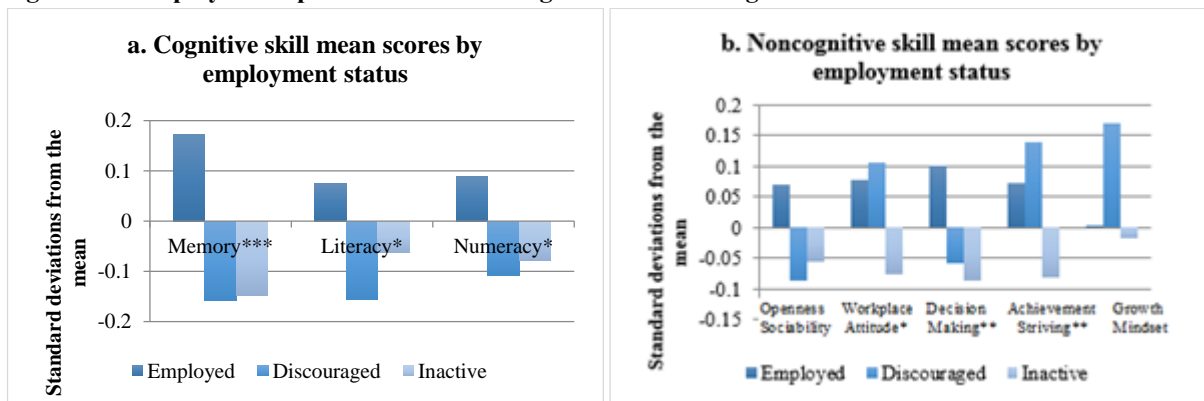 a. Cognitive skill mean scores by
employment status
Standard deviations from the
mean
0.2
0.1
0
-0.1
-0.2
Memory*** Literacy* Numeracy*
Employed Discouraged Inactive
b. Noncognitive skill mean scores by
employment status
Standard deviations from the
mean
0.2
0.15
0.1
0.05
0
-0.05
-0.1
-0.15
Openness Workplace Decision Achievement Growth
Sociability Attitude* Making** Striving** Mindset
Employed Discouraged Inactive